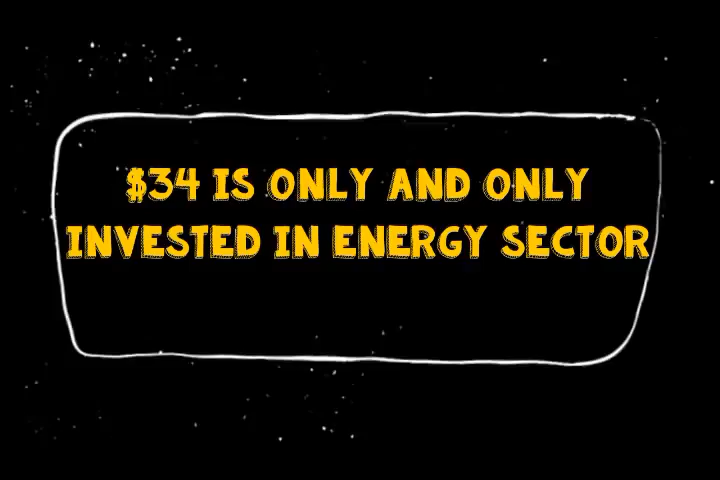 $34 IS ONLY AND ONLY
INVESTED IN ENERGY SECTOR